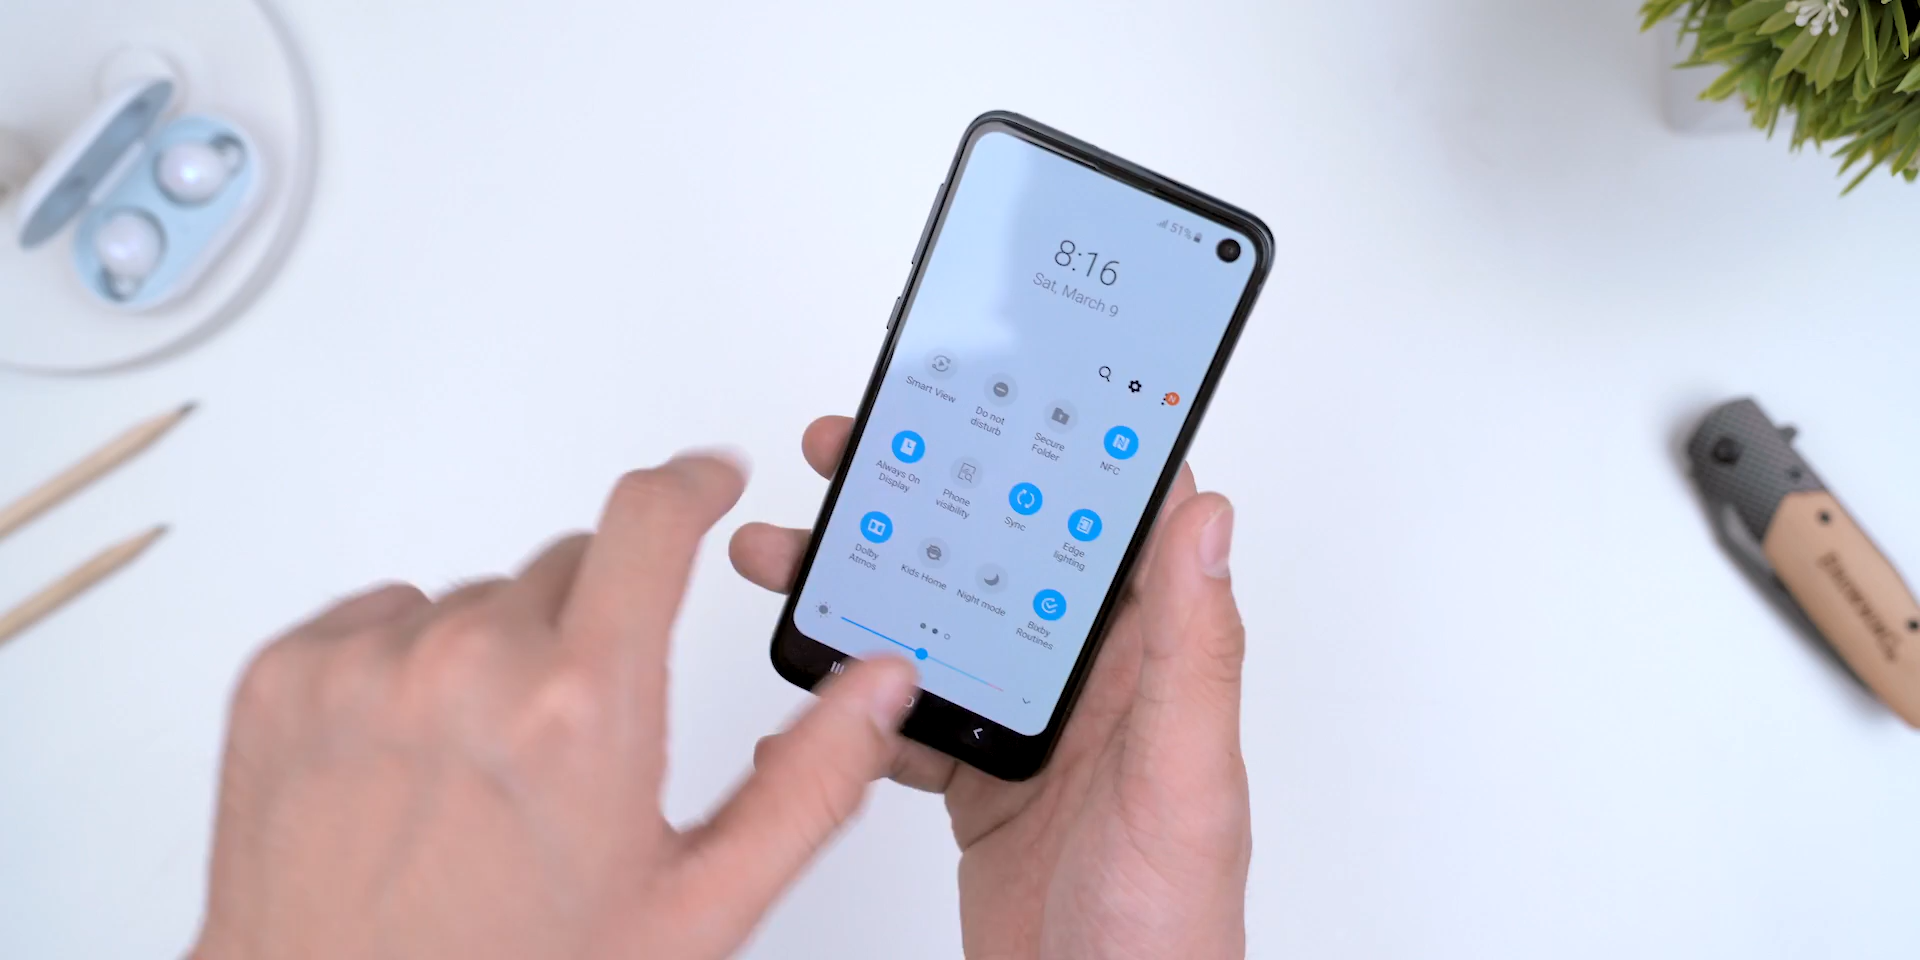 51%
8:16
Sat, March 9
N
Smart View
Do not
disturb
Secure
Folder
NFC
Always On
Display
Phone
visibility
Sync
Edge
lighting
Dolby
Atmos
Kids Home
Night mode
Bixby
Routines